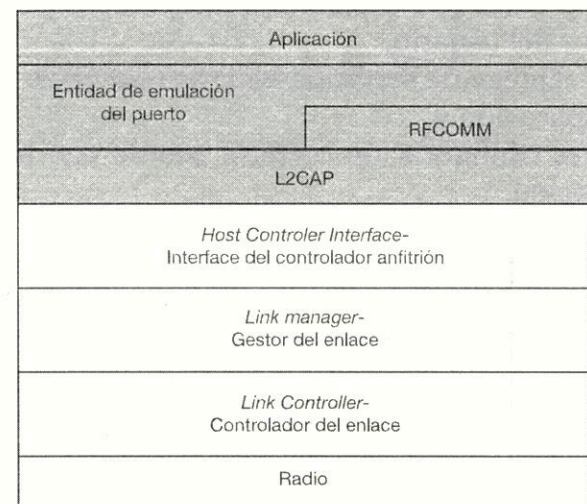 Aplicación
Entidad de emulación
del puerto
RFCOMM
L2CAP
Host Controler Interface-
Interface del controlador anfitrión
Link manager-
Gestor del enlace
Link Controller-
Controlador del enlace
Radio